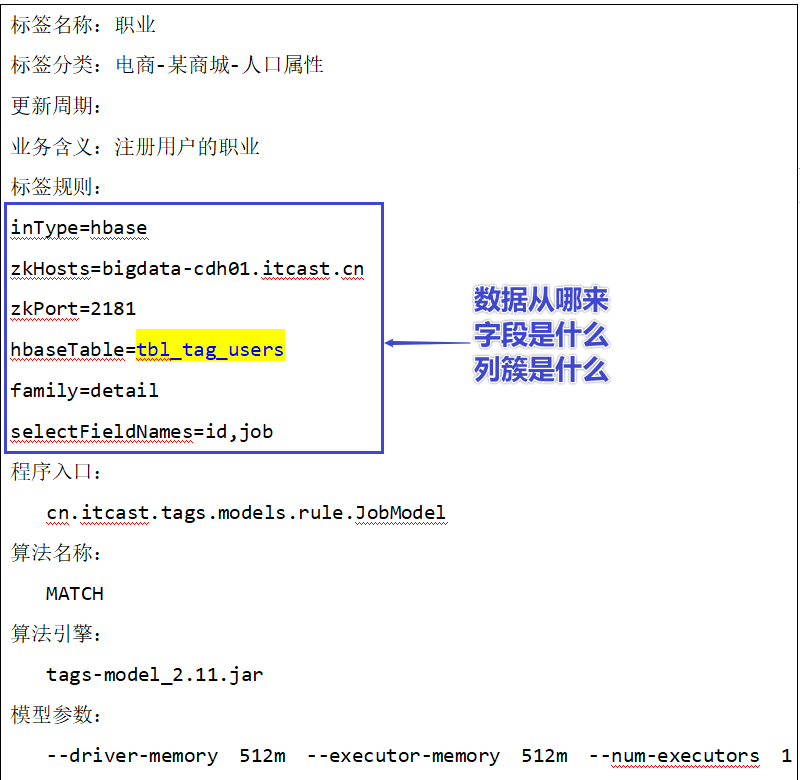 标签名称：职业
标签分类：电商-某商城-人口属性
更新周期：
业务含义：注册用户的职业
标签规则：
inType=hbase
zkHosts=bigdata-cdh01.itcast.cn
zkPort=2181
hbaseTable=tbl_tag_users
family=detail
selectFieldNames=id,job
数据从哪来
字段是什么
列簇是什么
程序入口：
cn.itcast.tags.models.rule.JobModel
算法名称：
MATCH
算法引擎：
tags-model_2.11.jar
模型参数：
--driver-memory 512m --executor-memory 512m --num-executors 1